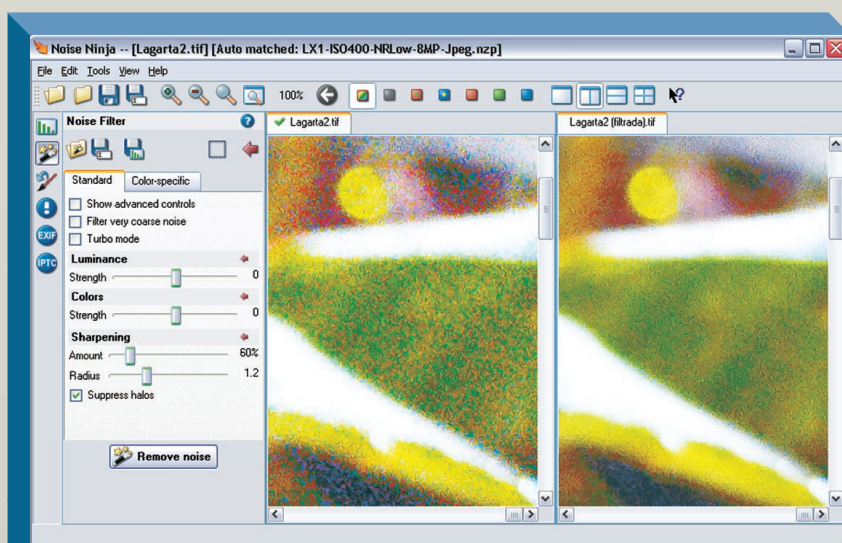 Noise Ninja -- [Lagarta2.tif] [Auto matched: LX1-ISO400-NRLow-8MP-Jpeg.nzp]
File Edit Tools View Help
100%
Noise Filter
Lagarta2.tif
Lagarta2 (filtrada).tif
Standard Color-specific
Show advanced controls
Filter very coarse noise
Turbo mode
EXIF
IPTC
Luminance
Strength 0
Colors
Strength 0
Sharpening
Amount 60%
Radius 1.2
Suppress halos
Remove noise